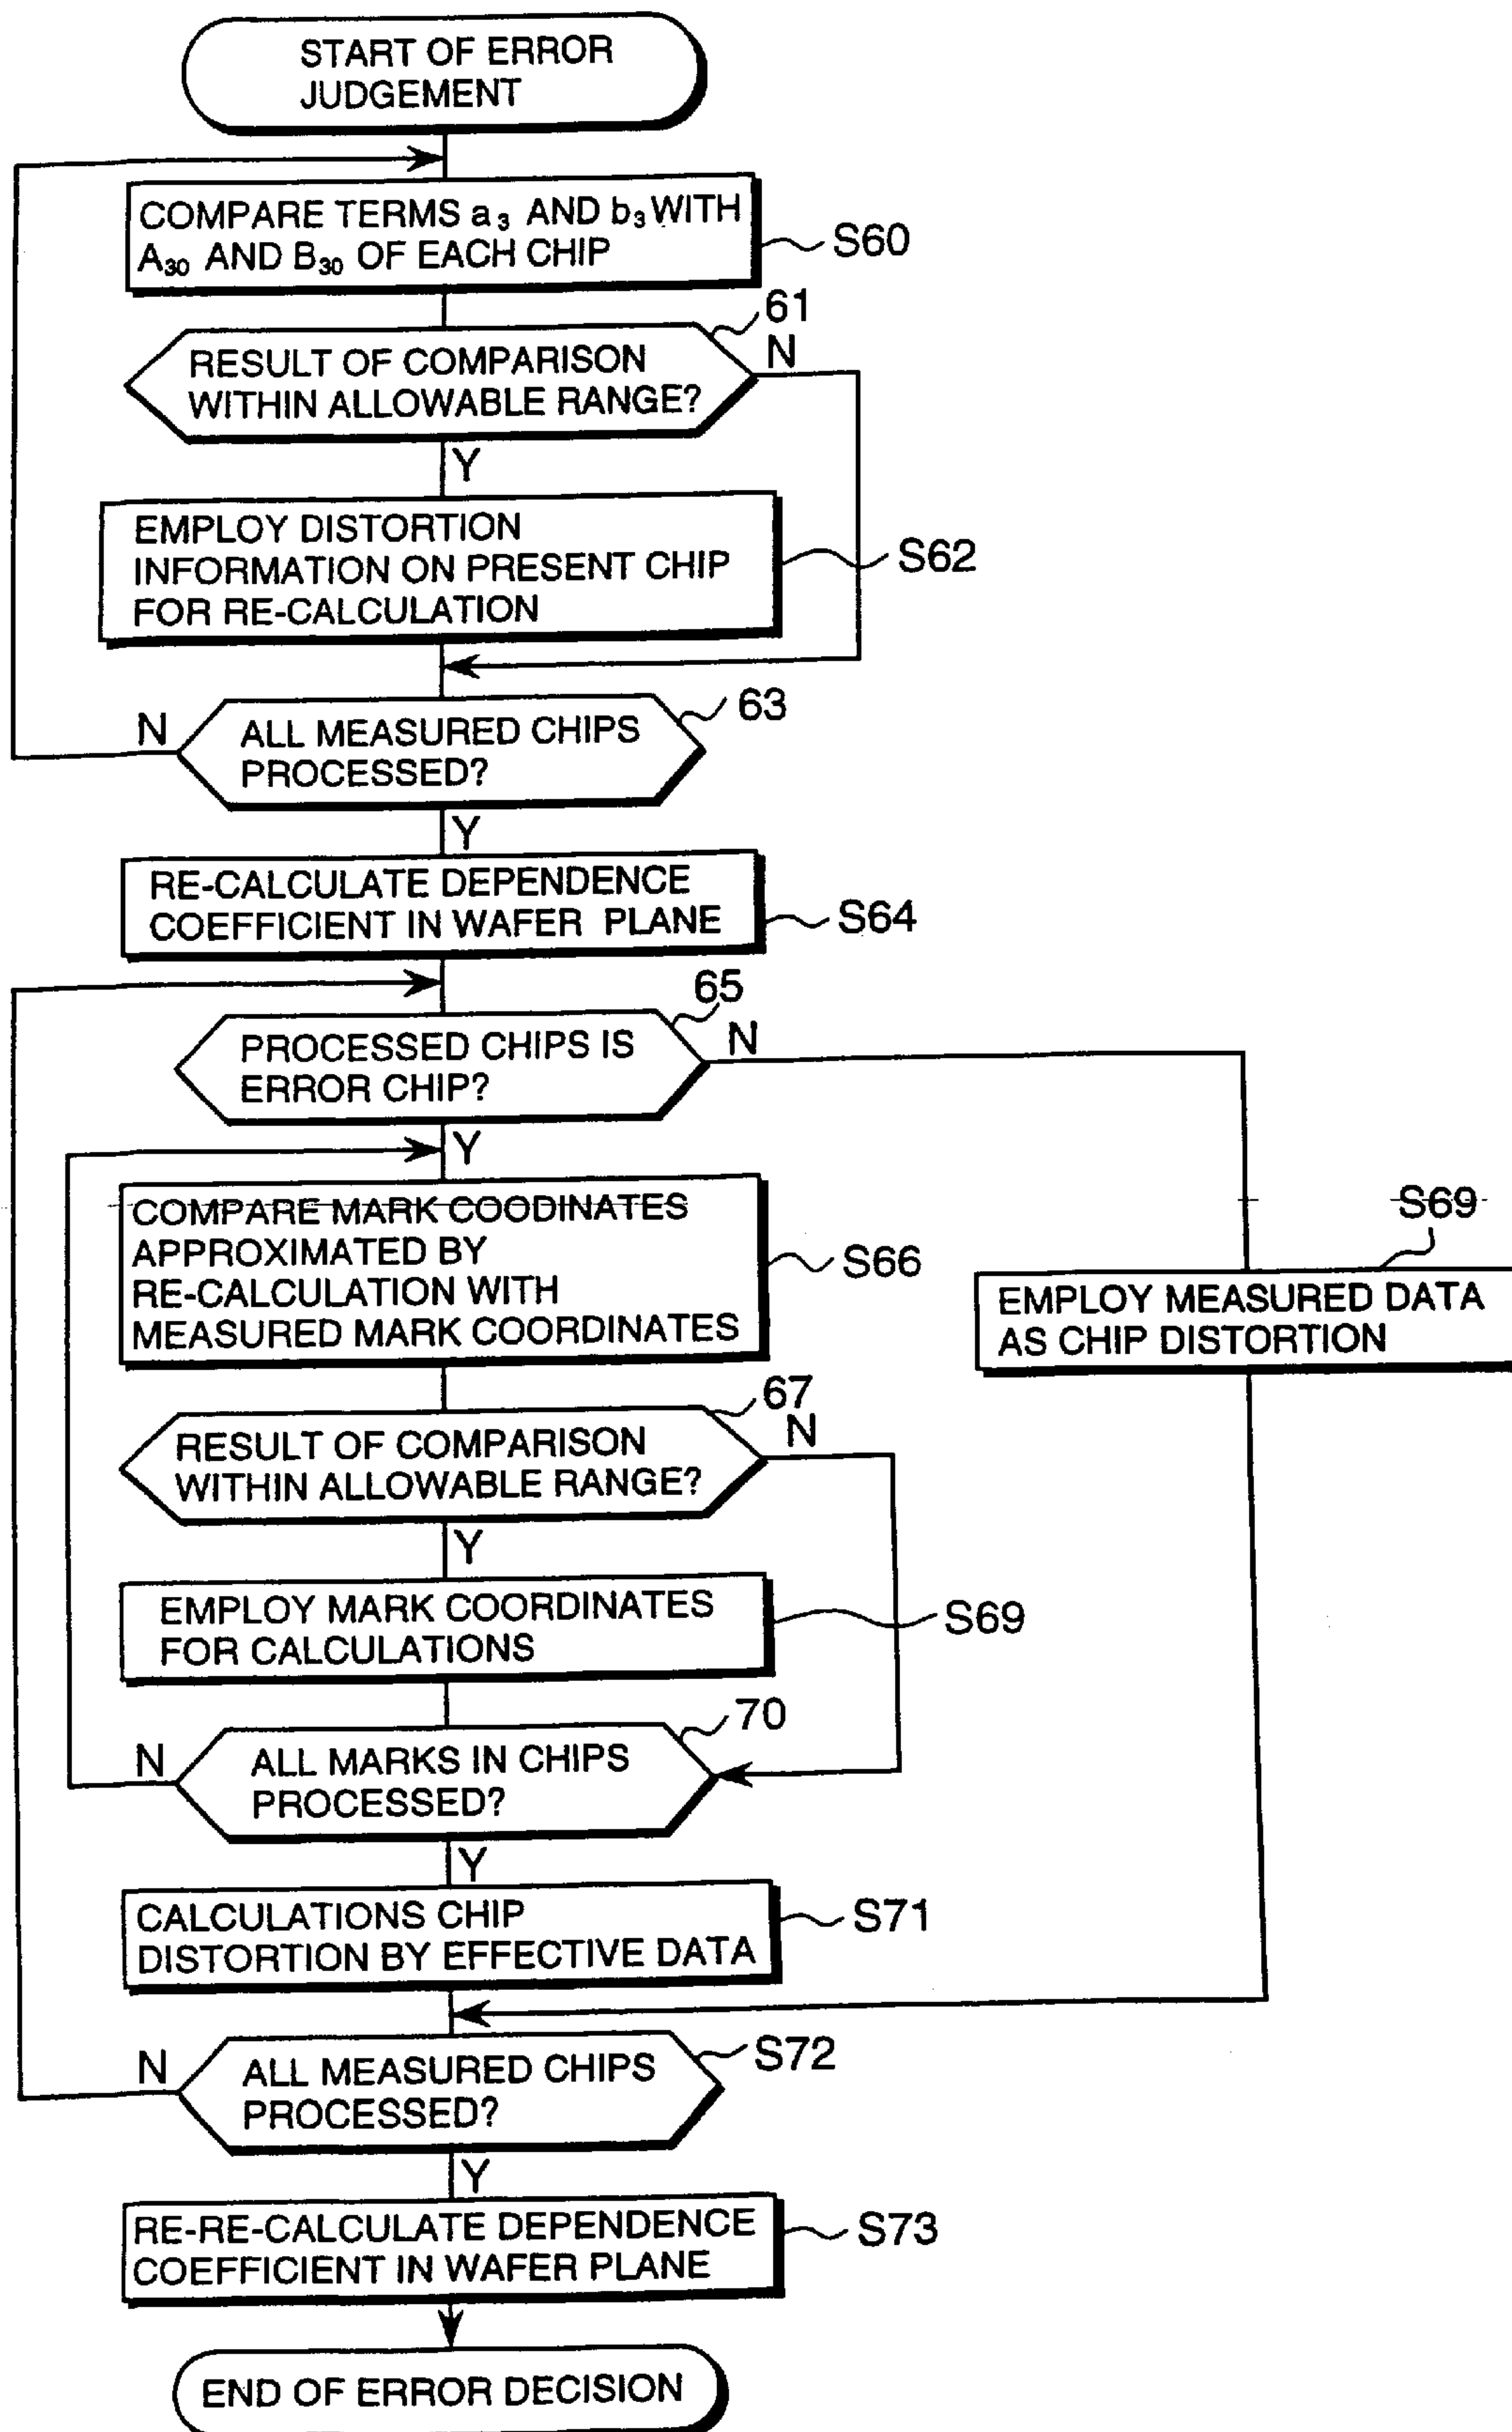 START OF ERROR
JUDGEMENT
COMPARE TERMS a₃ AND b₃ WITH
A₃₀ AND B₃₀ OF EACH CHIP
S60
61
RESULT OF COMPARISON
WITHIN ALLOWABLE RANGE?
N
Y
EMPLOY DISTORTION
INFORMATION ON PRESENT CHIP
FOR RE-CALCULATION
S62
63
N
ALL MEASURED CHIPS
PROCESSED?
Y
RE-CALCULATE DEPENDENCE
COEFFICIENT IN WAFER PLANE
S64
65
PROCESSED CHIPS IS
ERROR CHIP?
N
Y
COMPARE MARK COODINATES
APPROXIMATED BY
RE-CALCULATION WITH
MEASURED MARK COORDINATES
S66
S69
EMPLOY MEASURED DATA
AS CHIP DISTORTION
67
RESULT OF COMPARISON
WITHIN ALLOWABLE RANGE?
N
Y
EMPLOY MARK COORDINATES
FOR CALCULATIONS
S69
70
N
ALL MARKS IN CHIPS
PROCESSED?
Y
CALCULATIONS CHIP
DISTORTION BY EFFECTIVE DATA
S71
S72
N
ALL MEASURED CHIPS
PROCESSED?
Y
RE-RE-CALCULATE DEPENDENCE
COEFFICIENT IN WAFER PLANE
S73
END OF ERROR DECISION